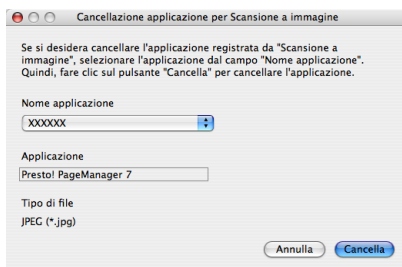 Cancellazione applicazione per Scansione a immagine
Se si desidera cancellare l'applicazione registrata da "Scansione a
immagine", selezionare l'applicazione dal campo "Nome applicazione".
Quindi, fare clic sul pulsante "Cancella" per cancellare l'applicazione.
Nome applicazione
XXXXXX
Applicazione
Presto! PageManager 7
Tipo di file
JPEG (*.jpg)
Annulla
Cancella